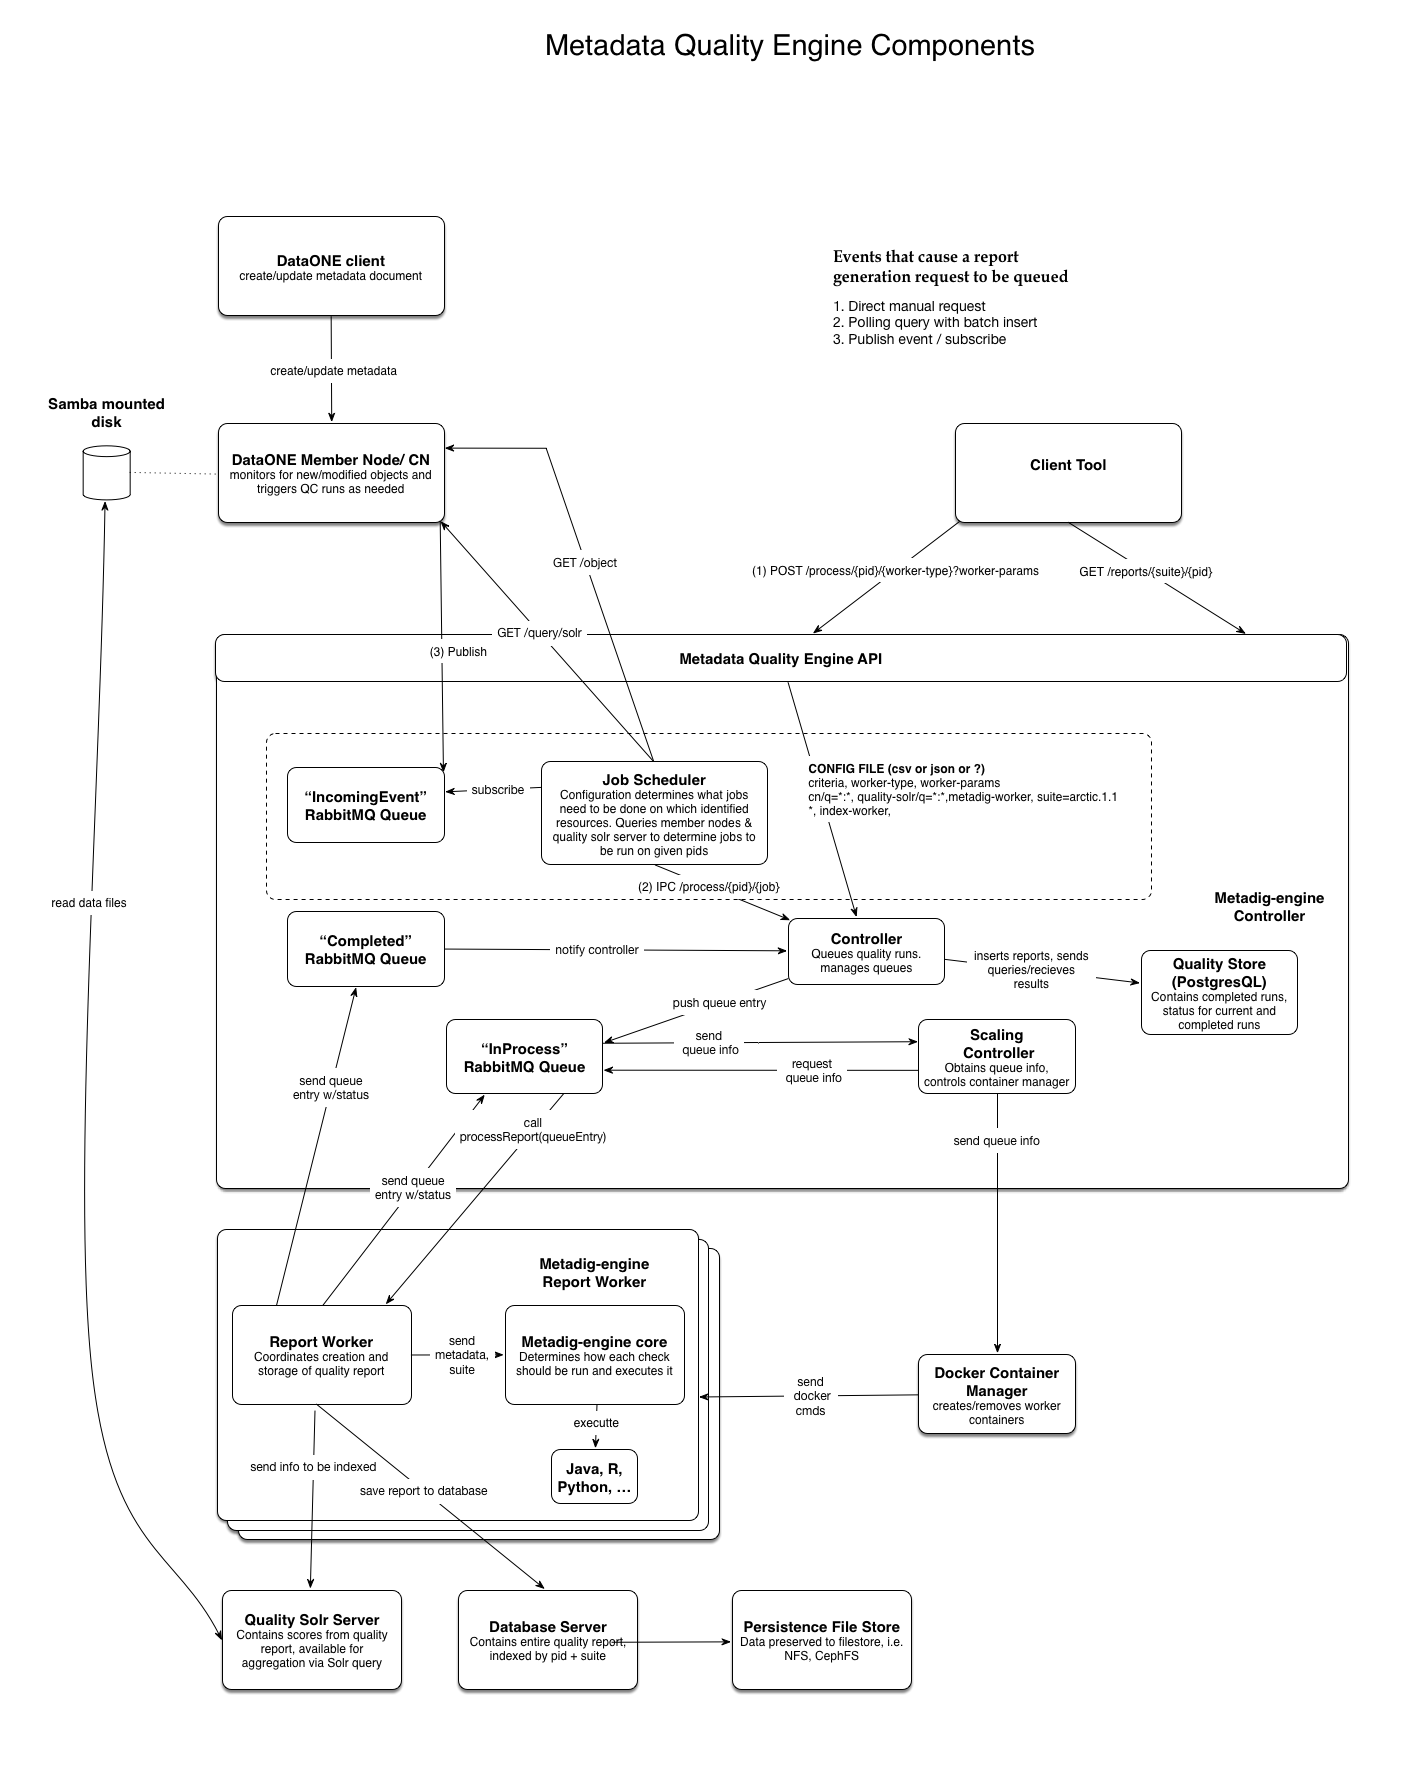 Metadata Quality Engine Components
DataONE client
create/update metadata document
Events that cause a report
generation request to be queued
1. Direct manual request
2. Polling query with batch insert
3. Publish event / subscribe
create/update metadata
Samba mounted
disk
DataONE Member Node/ CN
monitors for new/modified objects and
triggers QC runs as needed
Client Tool
GET /object
(1) POST /process/{pid}/{worker-type}?worker-params
GET /reports/{suite}/{pid}
GET /query/solr
(3) Publish
Metadata Quality Engine API
“IncomingEvent”
RabbitMQ Queue
subscribe
Job Scheduler
Configuration determines what jobs
need to be done on which identified
resources. Queries member nodes &
quality solr server to determine jobs to
be run on given pids
CONFIG FILE (csv or json or ?)
criteria, worker-type, worker-params
cn/q=*:*, quality-solr/q=*:*,metadig-worker, suite=arctic.1.1
*, index-worker,
(2) IPC /process/{pid}/{job}
read data files
Metadig-engine
Controller
“Completed”
RabbitMQ Queue
notify controller
Controller
Queues quality runs.
manages queues
inserts reports, sends
queries/recieves
results
Quality Store
(PostgresQL)
Contains completed runs,
status for current and
completed runs
push queue entry
“InProcess”
RabbitMQ Queue
send
queue info
request
queue info
Scaling
Controller
Obtains queue info,
controls container manager
send queue
entry w/status
call
processReport(queueEntry)
send queue info
send queue
entry w/status
Metadig-engine
Report Worker
Report Worker
Coordinates creation and
storage of quality report
send
metadata,
suite
Metadig-engine core
Determines how each check
should be run and executes it
send
docker
cmds
Docker Container
Manager
creates/removes worker
containers
executte
Java, R,
Python, …
send info to be indexed
save report to database
Quality Solr Server
Contains scores from quality
report, available for
aggregation via Solr query
Database Server
Contains entire quality report,
indexed by pid + suite
Persistence File Store
Data preserved to filestore, i.e.
NFS, CephFS